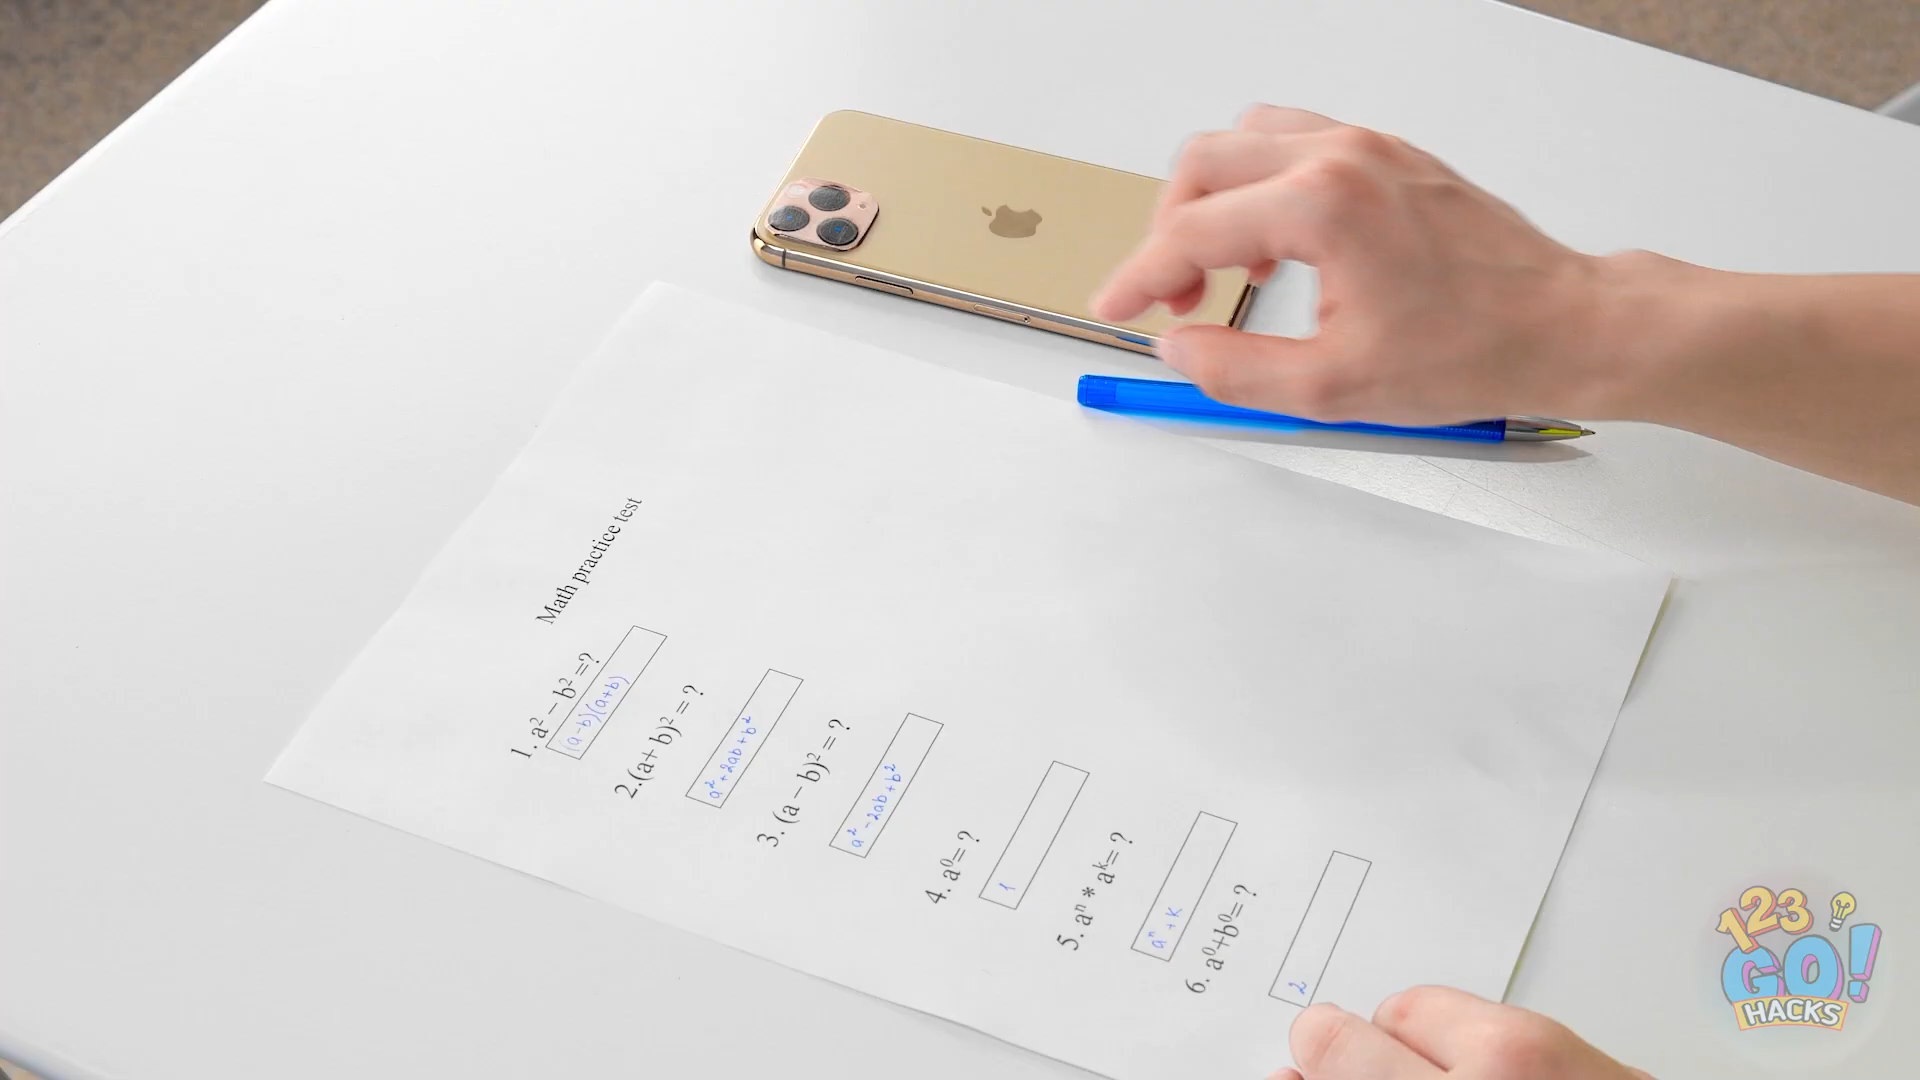 Math practice test
1. a² − b² =?
(a-b)(a+b)
2.(a+ b)² = ?
a²+2ab+b²
3. (a − b)² = ?
a²-2ab+b²
4. a⁰= ?
1
5. aⁿ * aᵏ= ?
aⁿ+K
6. a⁰+b⁰= ?
2
123
GO!
HACKS